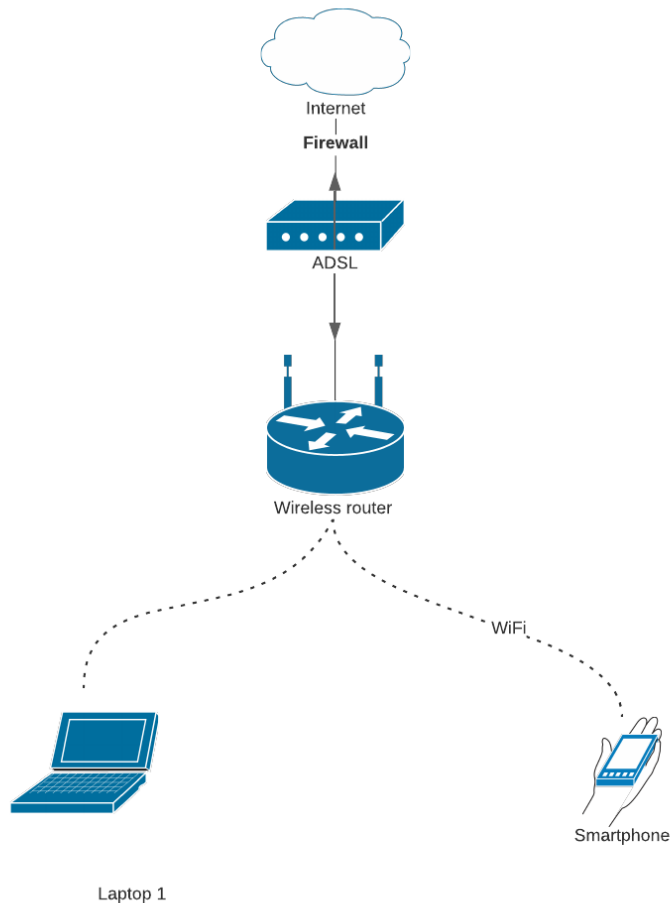 Internet
Firewall
ADSL
Wireless router
WiFi
Smartphone
Laptop 1